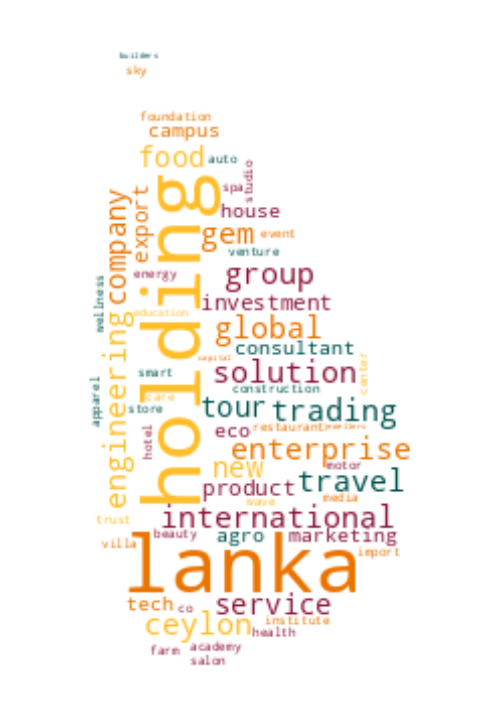 builders
sky
foundation
campus
food
auto
studio
spa
house
holding
company
export
gem
event
venture
energy
group
wellness
investment
education
engineering
global
consultant
capital
smart
solution
center
construction
care
apparel
store
tour
trading
hotel
eco
restaurant
jewellers
enterprise
new
motor
travel
product
wave
media
trust
international
beauty
agro
marketing
villa
lanka
import
tech
co
service
ceylon
institute
health
farm
academy
salon